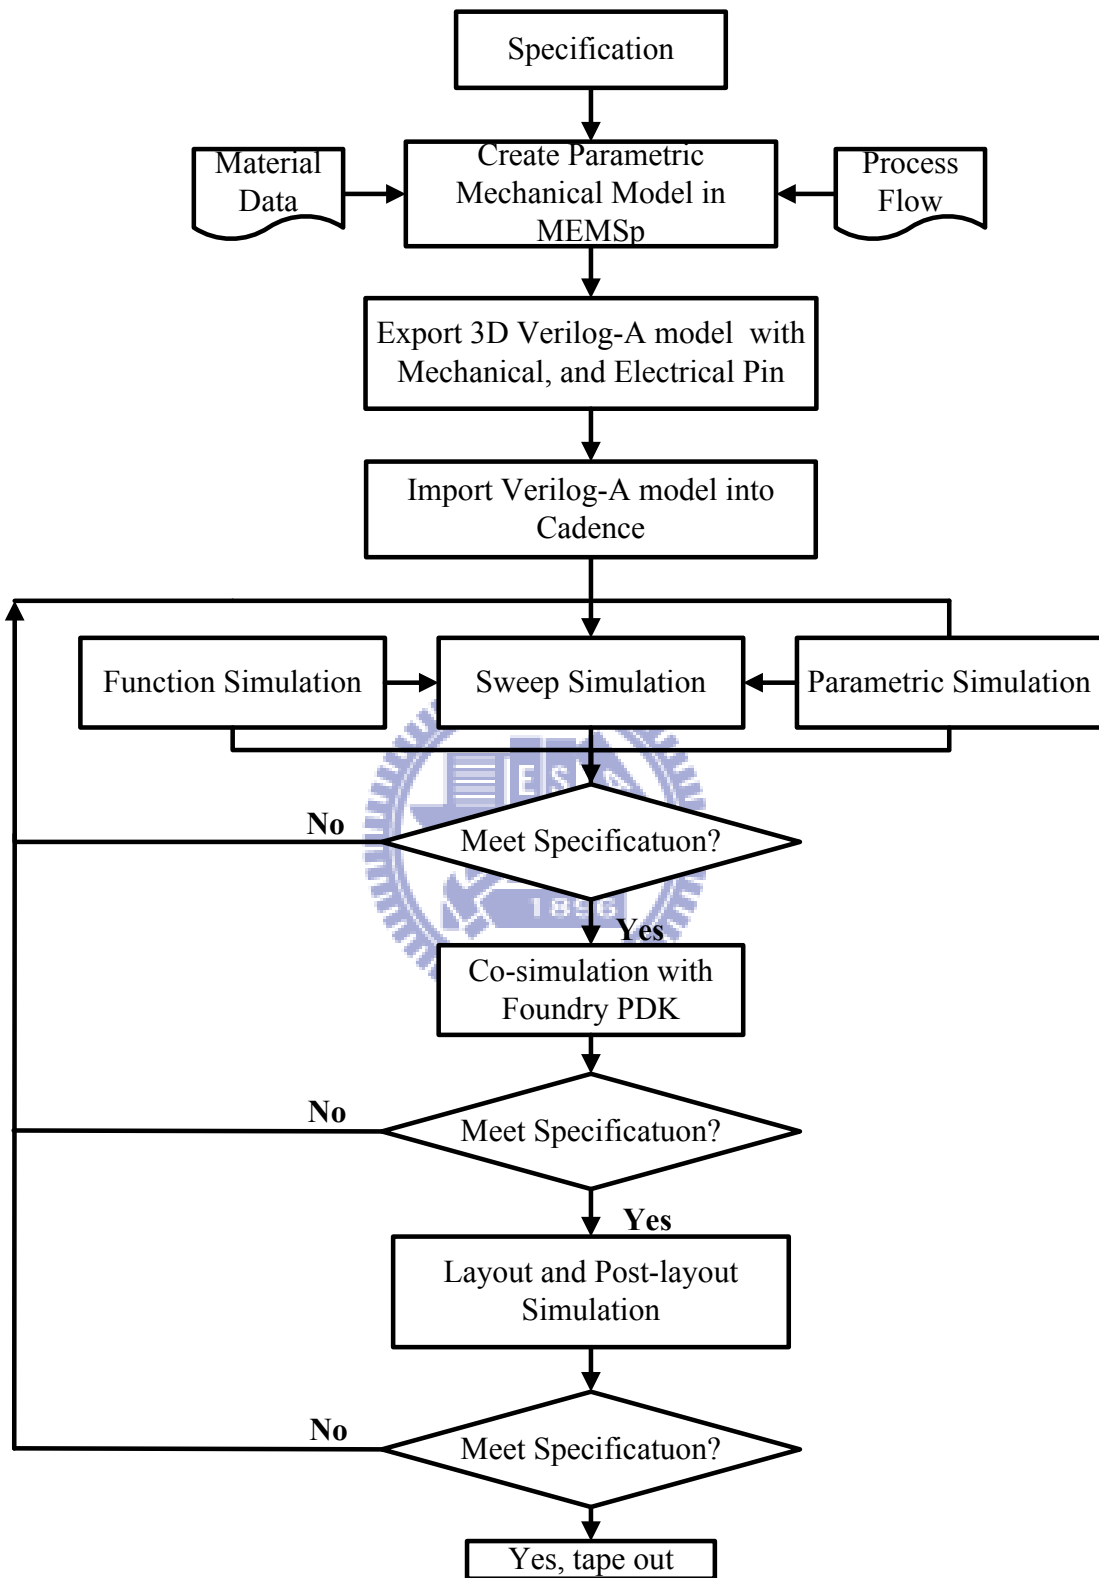 Specification
Material
Data
Create Parametric
Mechanical Model in
MEMSp
Process
Flow
Export 3D Verilog-A model with
Mechanical, and Electrical Pin
Import Verilog-A model into
Cadence
Function Simulation
Sweep Simulation
Parametric Simulation
E S
No
Meet Specificatuon?
1896
Yes
Co-simulation with
Foundry PDK
No
Meet Specificatuon?
Yes
Layout and Post-layout
Simulation
No
Meet Specificatuon?
Yes, tape out